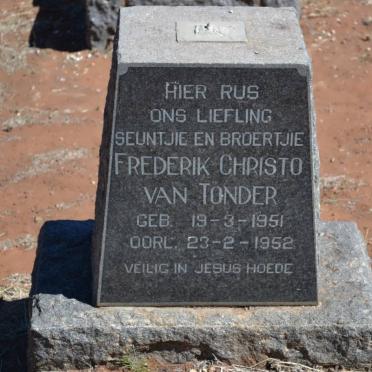 HIER RUS
ONS LIEFLING
SEUNTJIE EN BROERTJIE
FREDERIK CHRISTO
VAN TONDER
GEB. 19-3-1951
OORL. 23-2-1952
VEILIG IN JESUS HOEDE